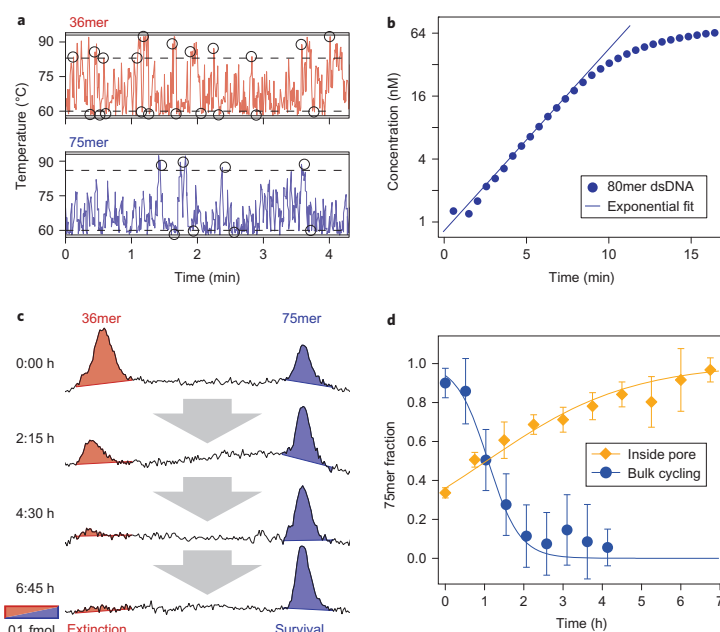 a
36mer
90
75
60
75mer
90
75
60
Temperature (°C)
0 1 2 3 4
Time (min)
b
64
16
4
1
Concentration (nM)
80mer dsDNA
Exponential fit
0 5 10 15
Time (min)
c
36mer 75mer
0:00 h
2:15 h
4:30 h
6:45 h
Extinction Survival
d
1.0
0.8
0.6
0.4
0.2
0.0
75mer fraction
Inside pore
Bulk cycling
0 1 2 3 4 5 6 7
Time (h)